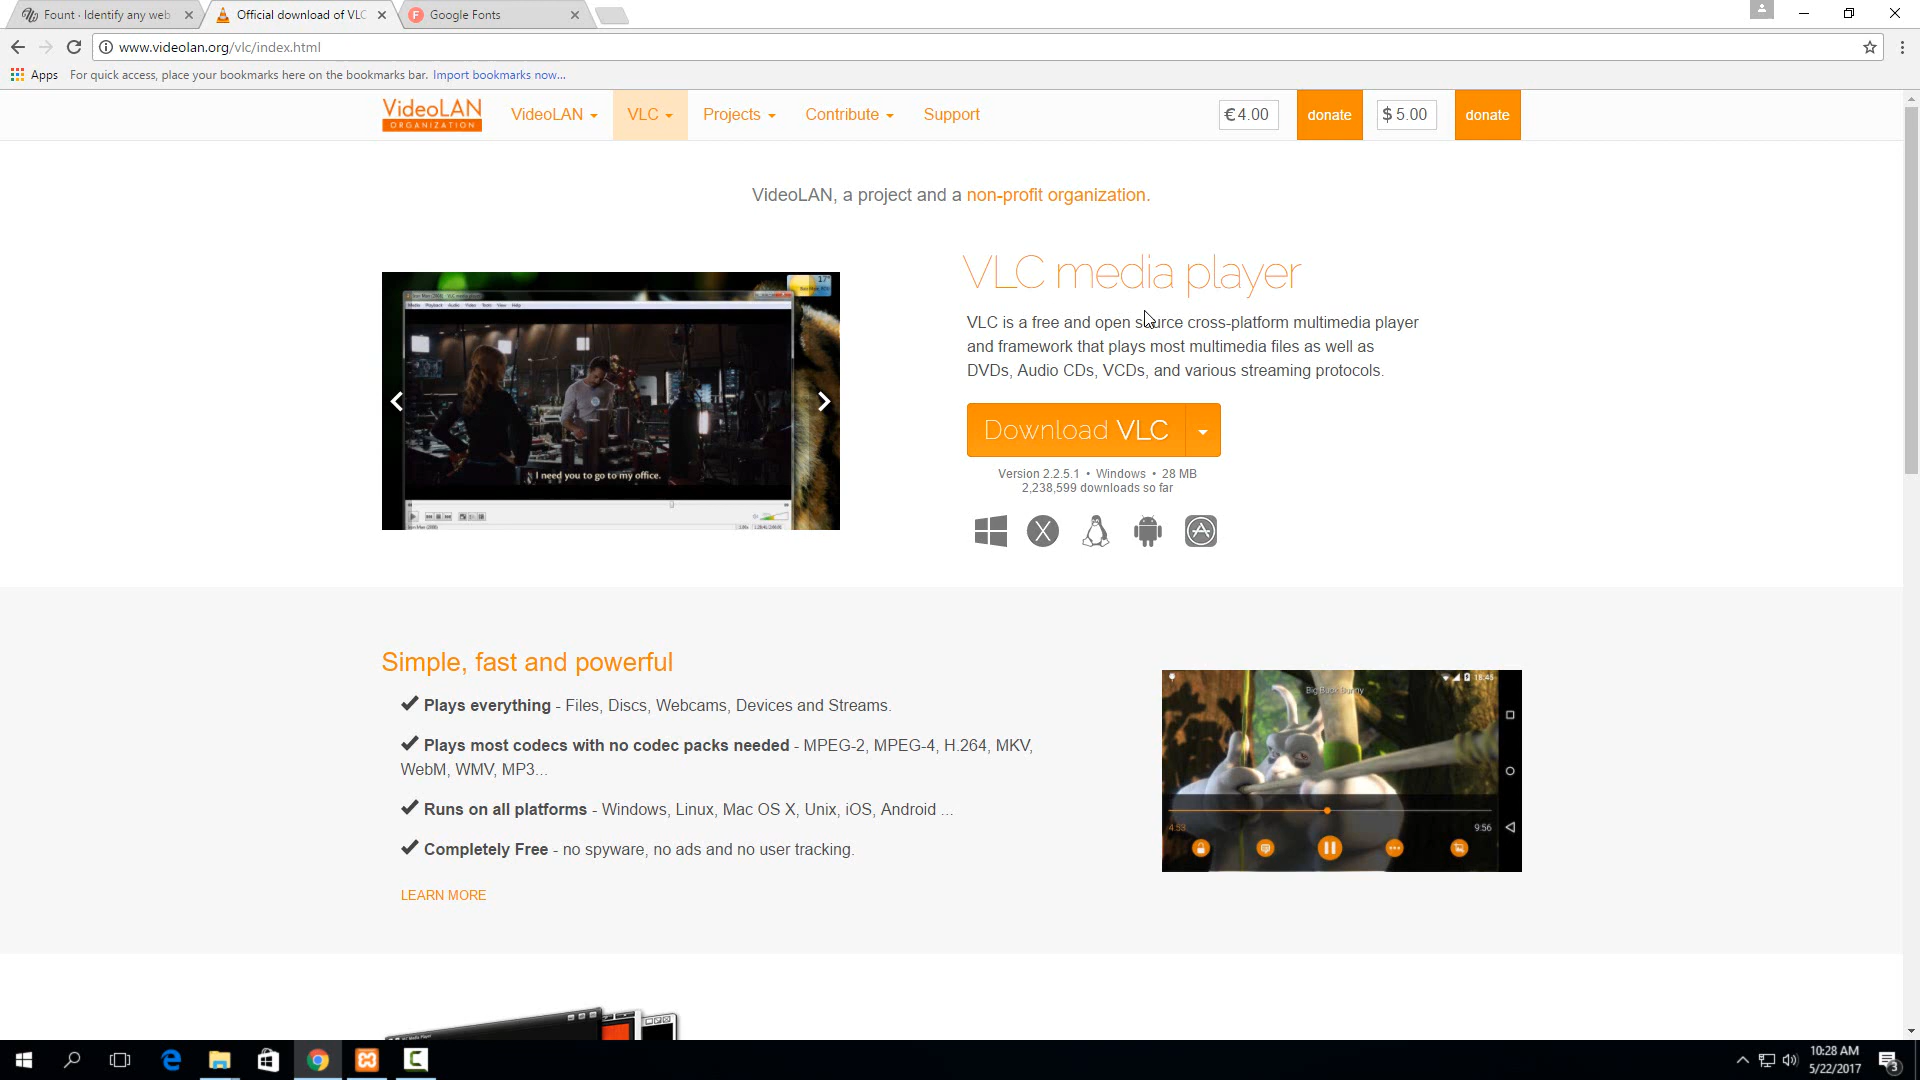 Fount · Identify any web
Official download of VLC
Google Fonts
www.videolan.org/vlc/index.html
Apps For quick access, place your bookmarks here on the bookmarks bar. Import bookmarks now...
VideoLAN
ORGANIZATION
VideoLAN
VLC
Projects
Contribute
Support
€ 4.00
donate
$ 5.00
donate
VideoLAN, a project and a non-profit organization.
VLC media player
VLC is a free and open source cross-platform multimedia player
and framework that plays most multimedia files as well as
DVDs, Audio CDs, VCDs, and various streaming protocols.
I need you to go to my office.
Download VLC
Version 2.2.5.1 • Windows • 28 MB
2,238,599 downloads so far
Simple, fast and powerful
Plays everything - Files, Discs, Webcams, Devices and Streams.
Plays most codecs with no codec packs needed - MPEG-2, MPEG-4, H.264, MKV,
WebM, WMV, MP3...
Runs on all platforms - Windows, Linux, Mac OS X, Unix, iOS, Android ...
Completely Free - no spyware, no ads and no user tracking.
LEARN MORE
18:45
Big Buck Bunny
4:53
9:56
10:28 AM
5/22/2017
3